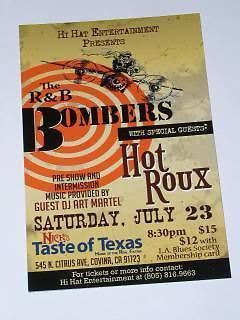 Hi Hat Entertainment
Presents
The
R&B
Bombers
with special guests
Hot
Roux
Pre Show and
Intermission
Music provided by
Guest DJ Art Martel
Saturday, July 23
8:30pm $15
$12 with
L.A. Blues Society
Membership card
Nick's
Taste of Texas
545 N. Citrus Ave, Covina, CA 91723
For tickets or more info contact:
Hi Hat Entertainment at (805) 816.9663